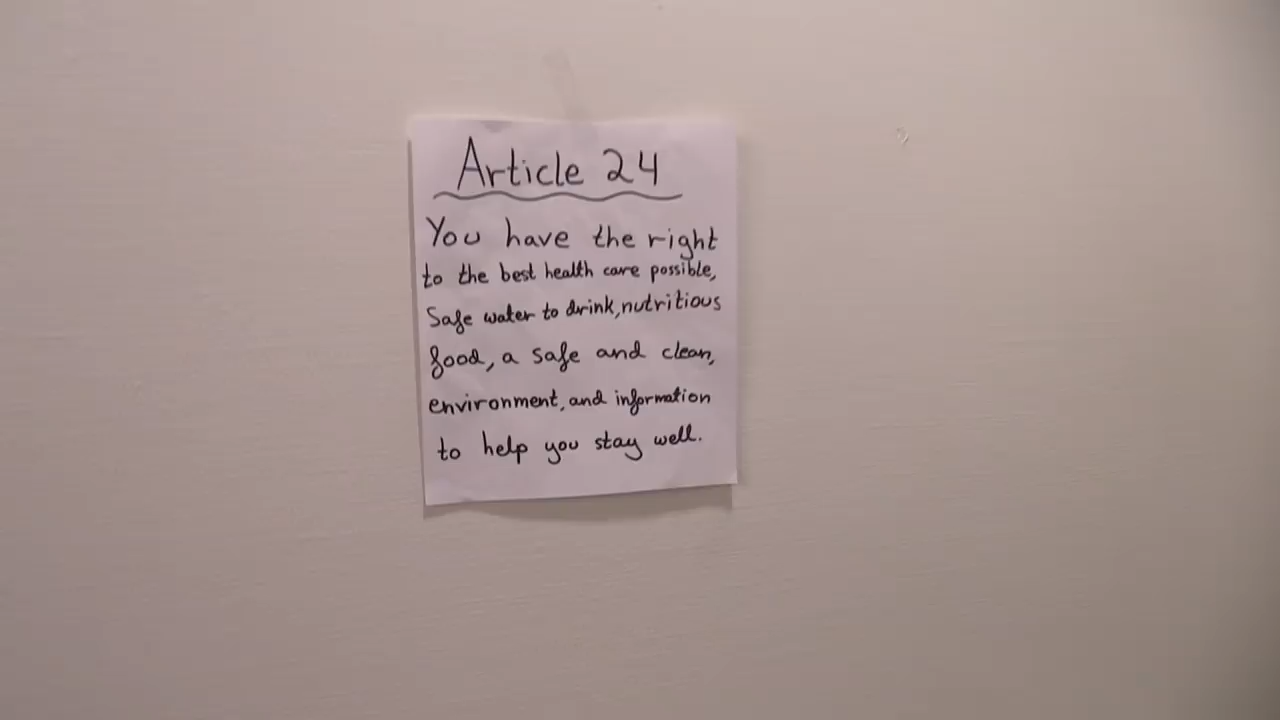 Article 24
You have the right
to the best health care possible,
Safe water to drink, nutritious
food, a safe and clean,
environment, and information
to help you stay well.